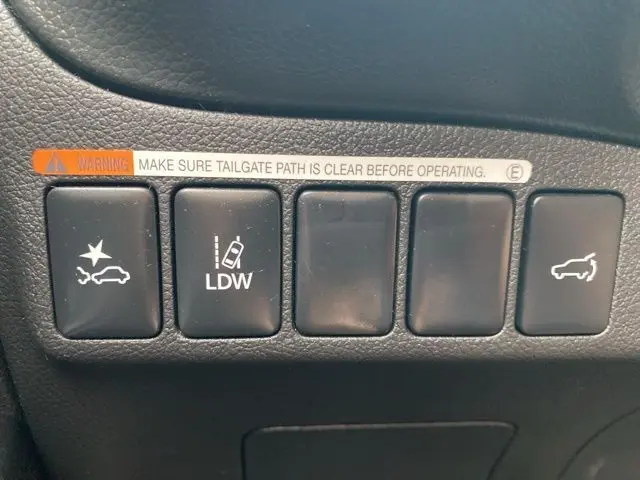 WARNING MAKE SURE TAILGATE PATH IS CLEAR BEFORE OPERATING. E
LDW